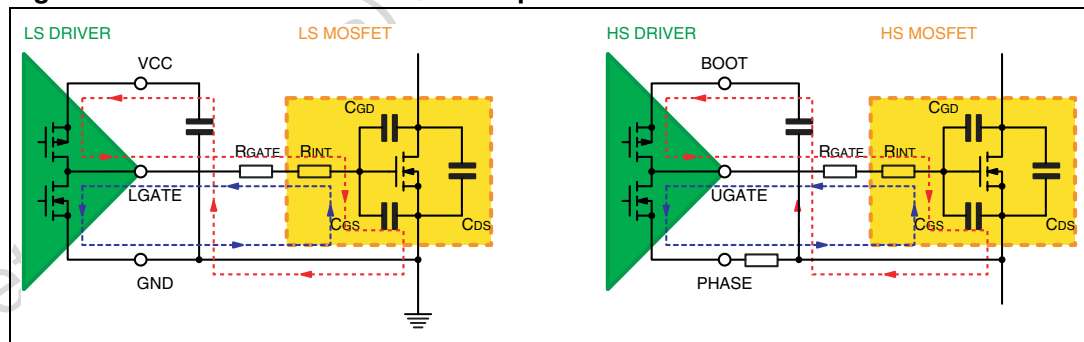 LS DRIVER
LS MOSFET
VCC
CGD
RGATE
RINT
LGATE
CGS
CDS
GND
HS DRIVER
HS MOSFET
BOOT
CGD
RGATE
RINT
UGATE
CGS
CDS
PHASE